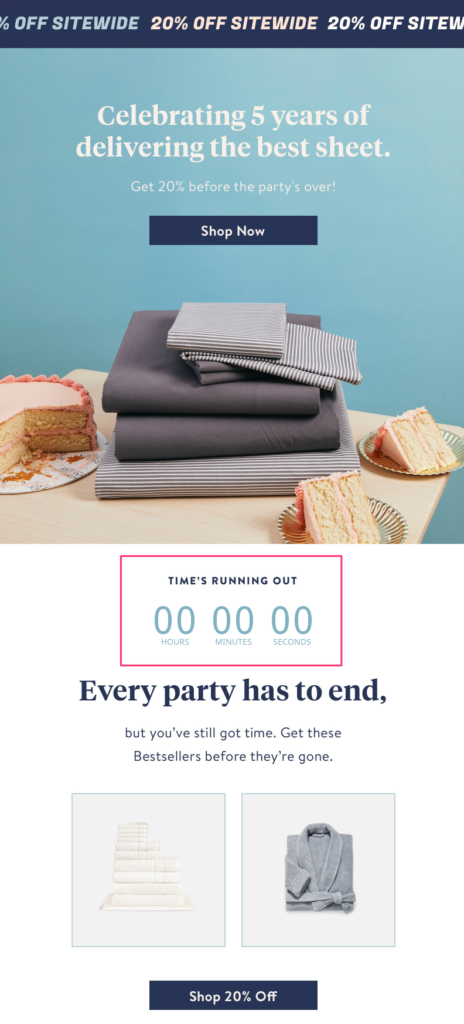 % OFF SITEWIDE 20% OFF SITEWIDE 20% OFF SITEW
Celebrating 5 years of
delivering the best sheet.
Get 20% before the party's over!
Shop Now
TIME'S RUNNING OUT
00 00 00
HOURS MINUTES SECONDS
Every party has to end,
but you've still got time. Get these
Bestsellers before they're gone.
Shop 20% Off